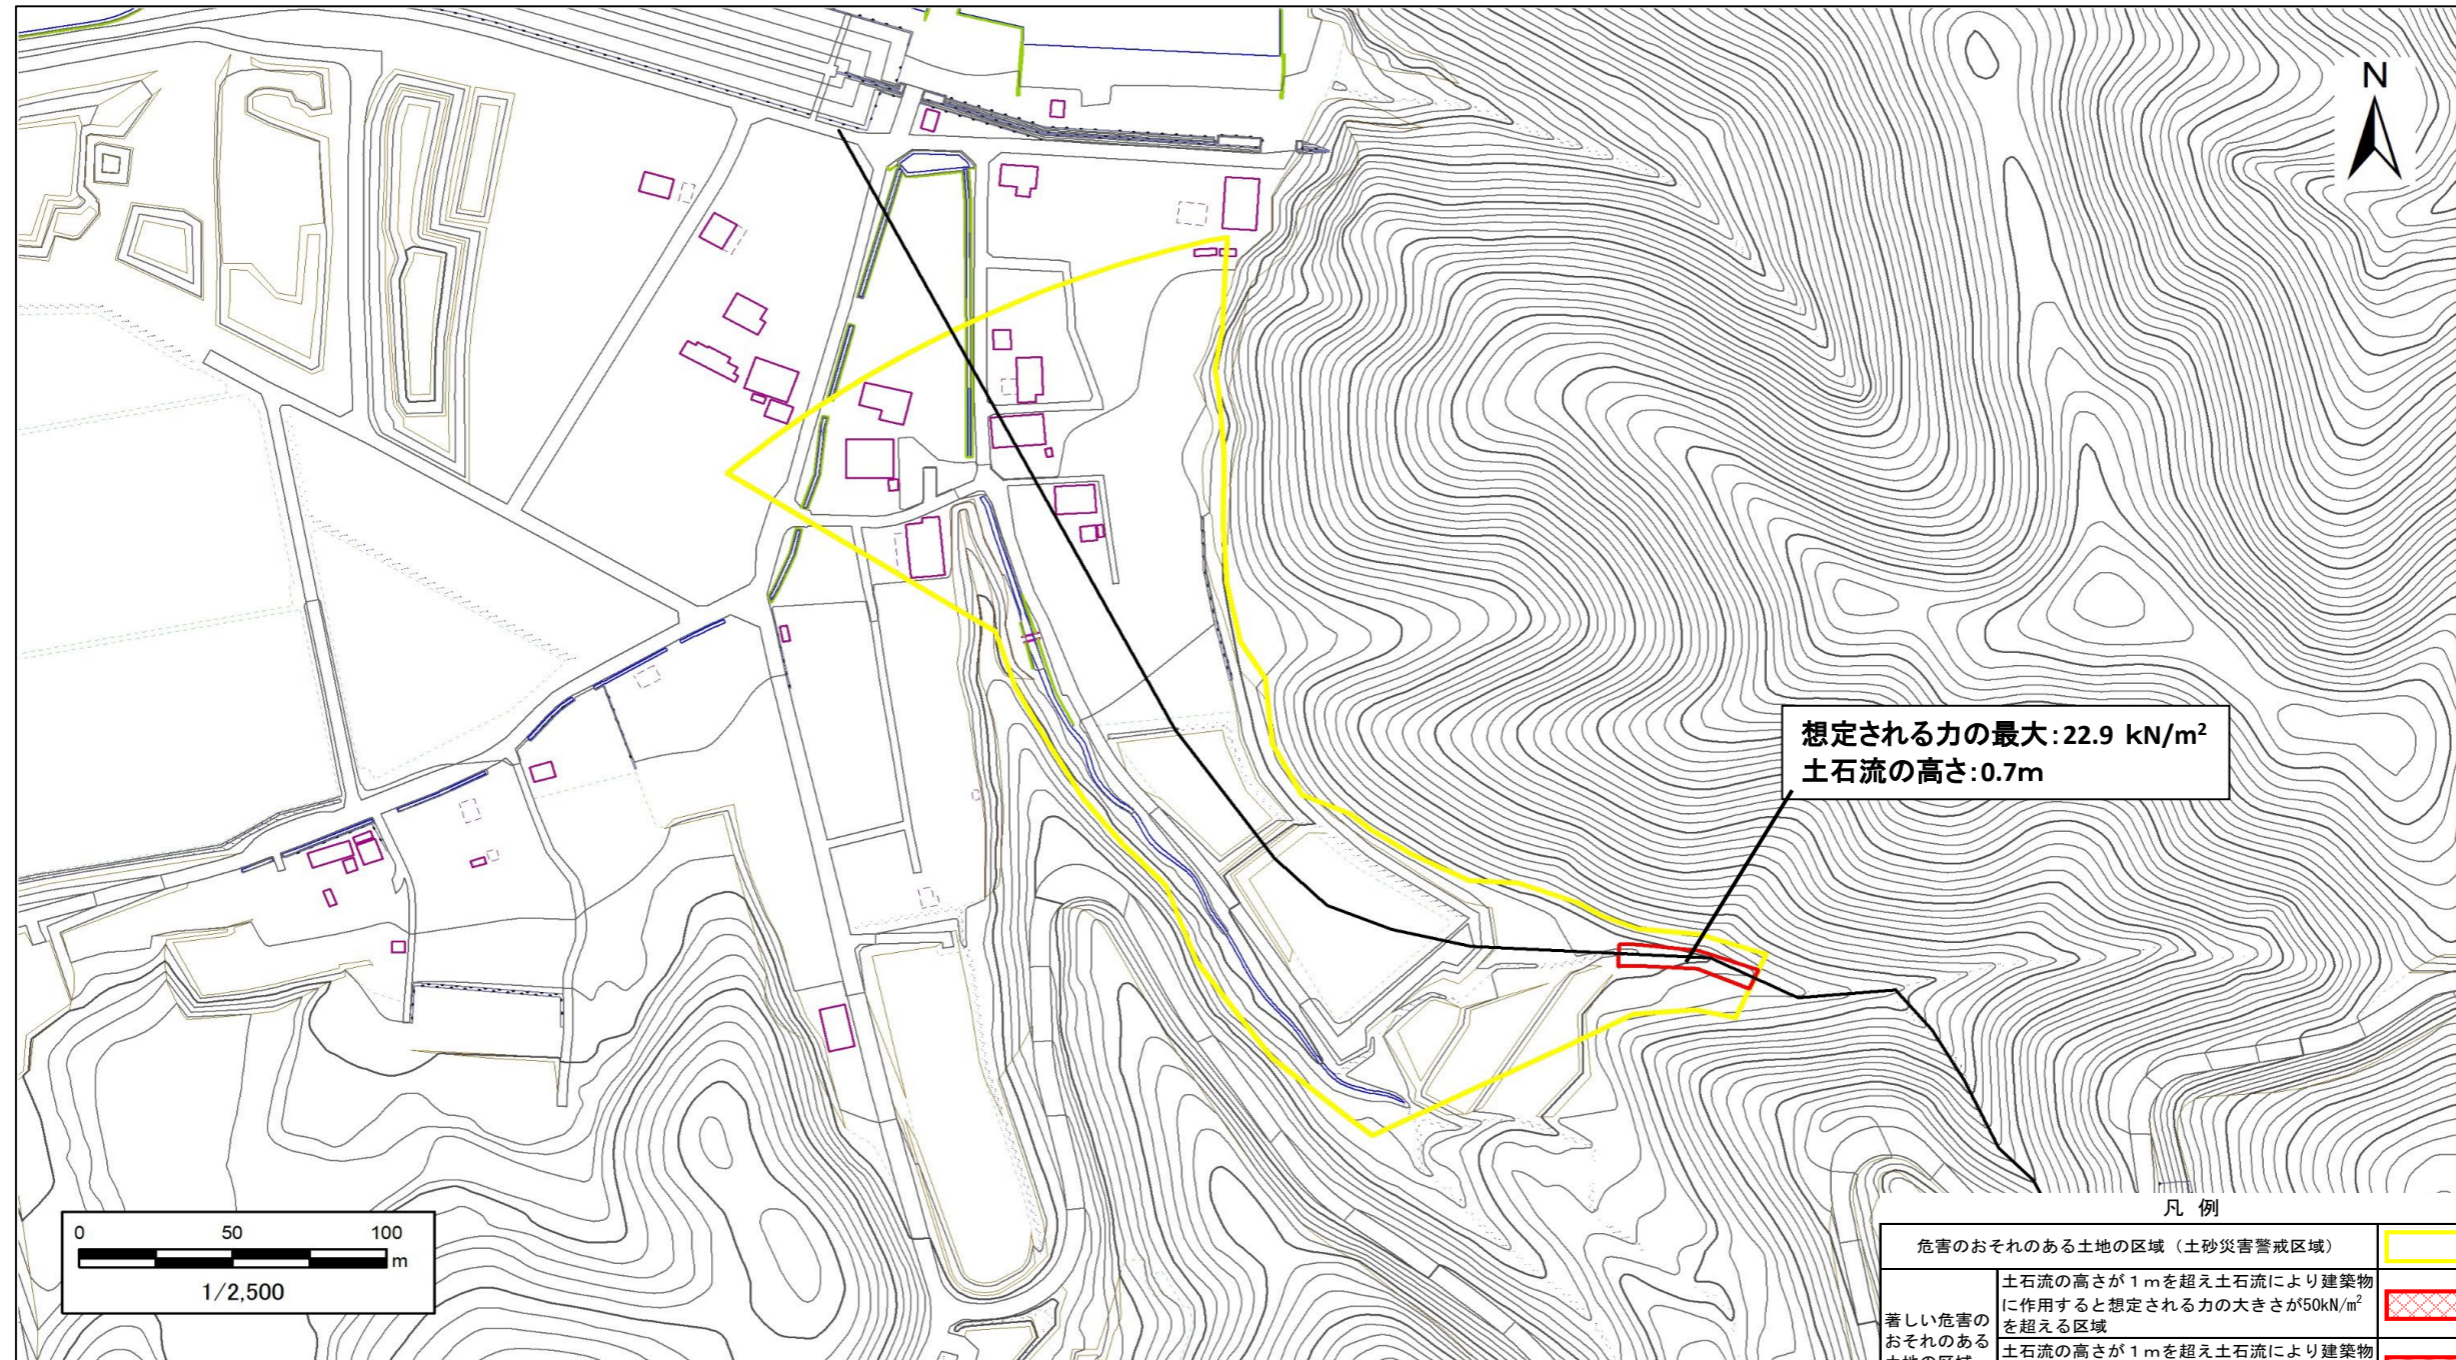 N
想定される力の最大：22.9 kN/m²
土石流の高さ：0.7m
0 50 100
m
1/2,500
凡 例
危害のおそれのある土地の区域（土砂災害警戒区域）
土石流の高さが１ｍを超え土石流により建築物
に作用すると想定される力の大きさが50kN/㎡
を超える区域
著しい危害の
おそれのある
土地の区域
土石流の高さが１ｍを超え土石流により建築物